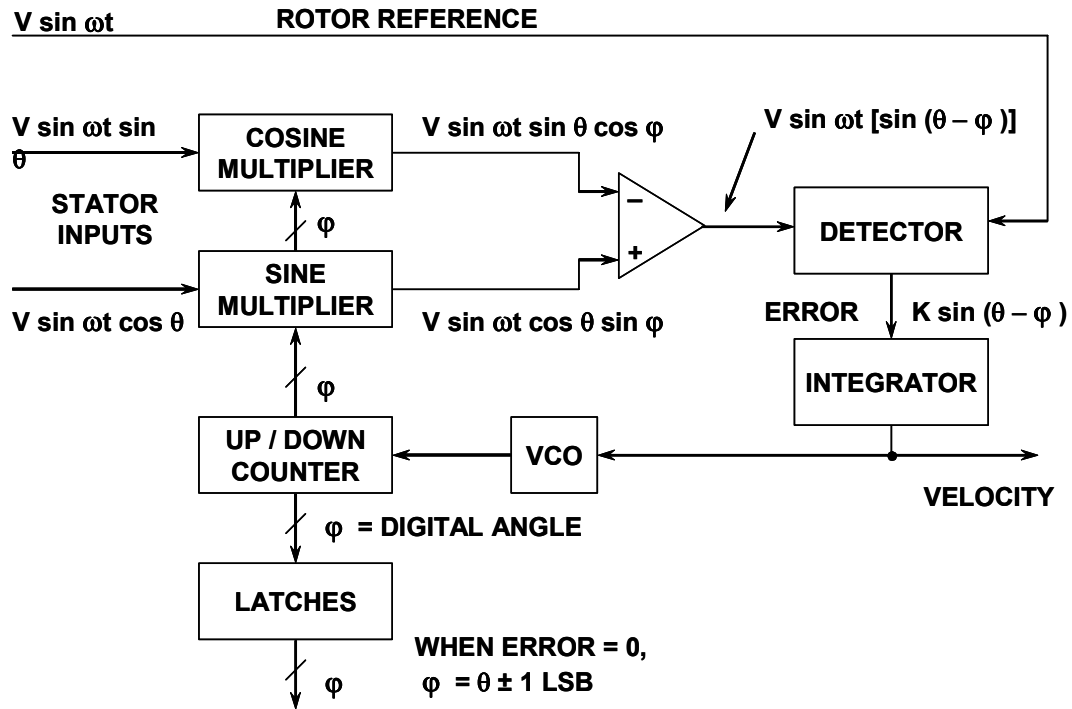 V sin ωt
ROTOR REFERENCE
V sin ωt sin
θ
COSINE
MULTIPLIER
V sin ωt sin θ cos φ
V sin ωt [sin (θ – φ )]
STATOR
INPUTS
φ
–
+
DETECTOR
SINE
MULTIPLIER
V sin ωt cos θ
V sin ωt cos θ sin φ
ERROR
K sin (θ – φ )
φ
INTEGRATOR
UP / DOWN
COUNTER
VCO
VELOCITY
φ = DIGITAL ANGLE
LATCHES
WHEN ERROR = 0,
φ = θ ± 1 LSB
φ